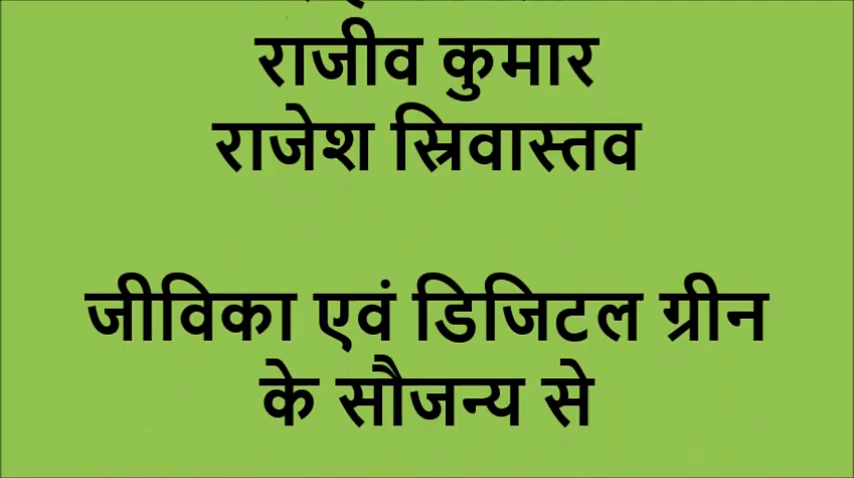 राजीव कुमार
राजेश स्रिवास्तव
जीविका एवं डिजिटल ग्रीन
के सौजन्य से